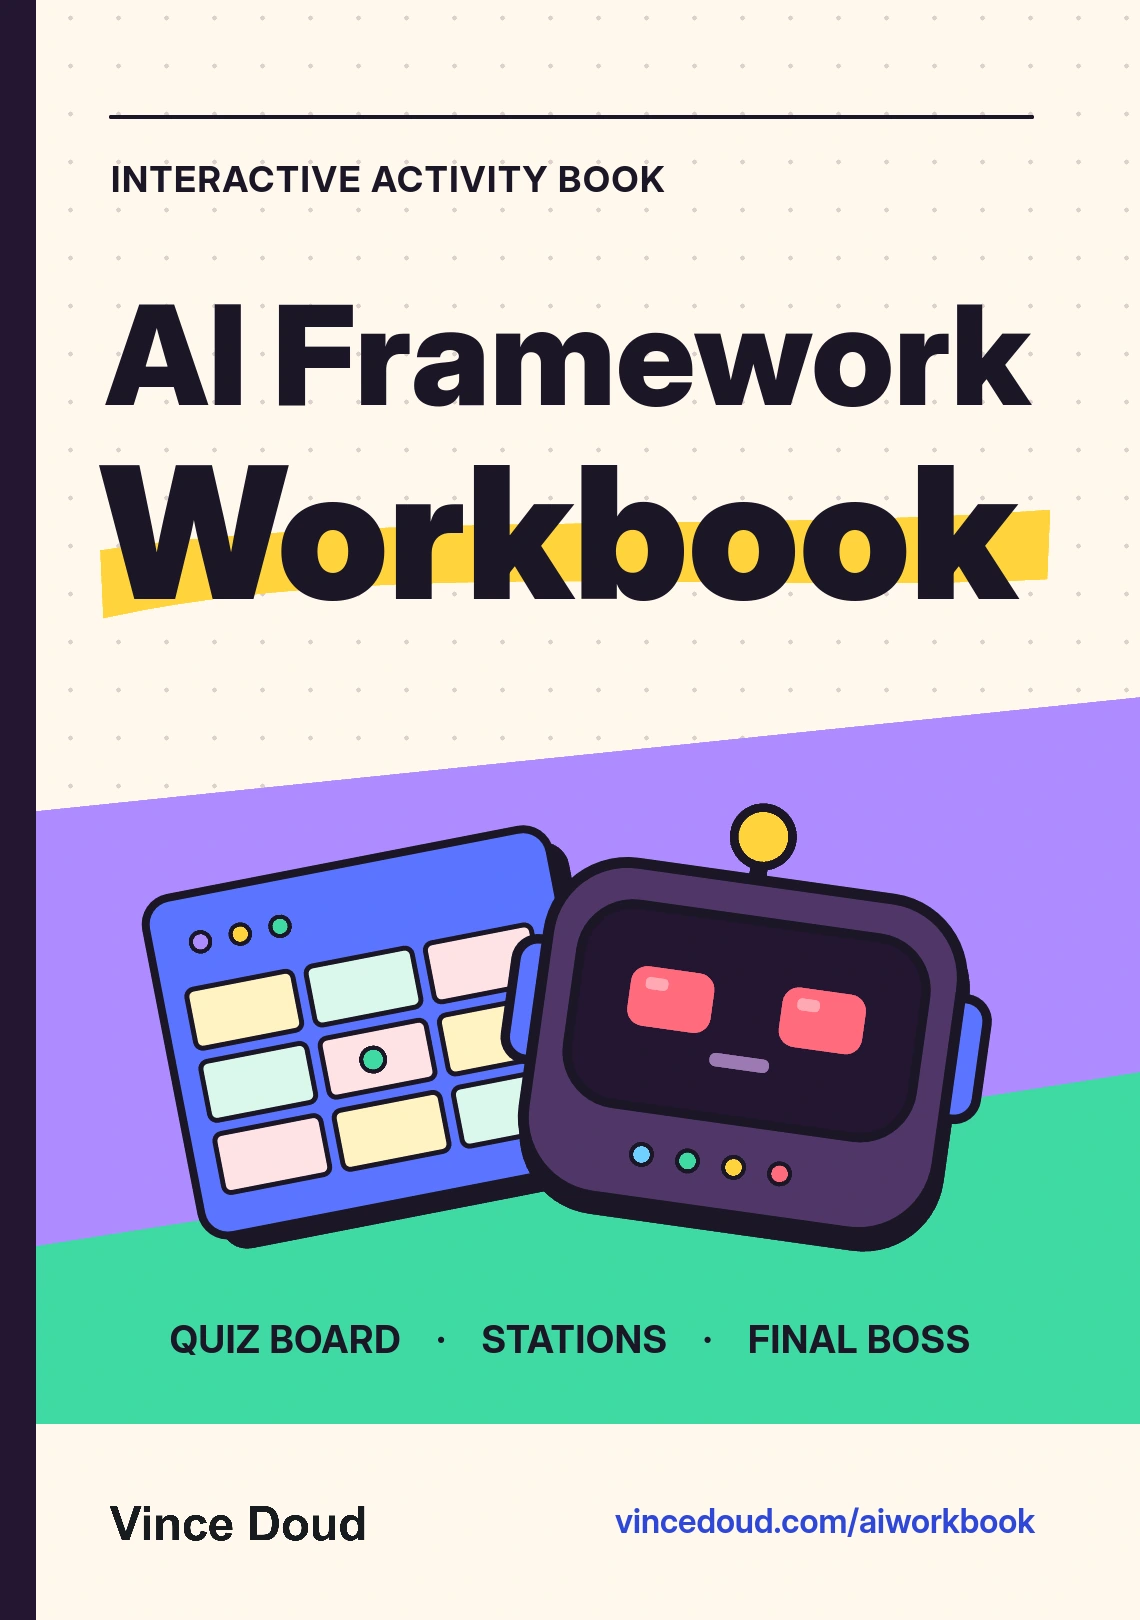 INTERACTIVE ACTIVITY BOOK
AI Framework
Workbook
QUIZ BOARD · STATIONS · FINAL BOSS
Vince Doud
vincedoud.com/aiworkbook